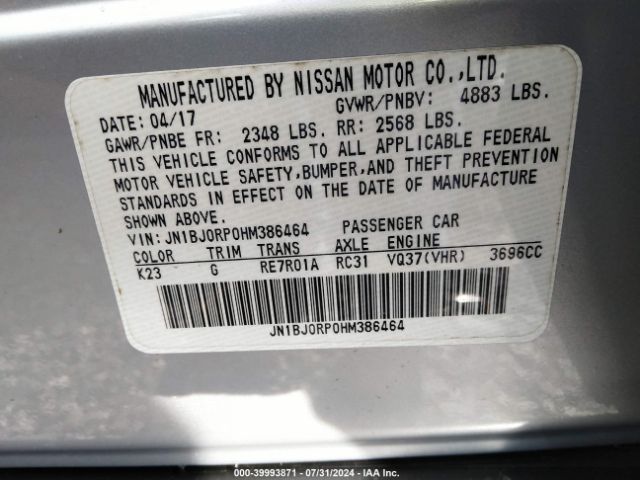 MANUFACTURED BY NISSAN MOTOR CO.,LTD.
DATE: 04/17 GVWR/PNBV: 4883 LBS.
GAWR/PNBE FR: 2348 LBS. RR: 2568 LBS.
THIS VEHICLE CONFORMS TO ALL APPLICABLE FEDERAL
MOTOR VEHICLE SAFETY, BUMPER, AND THEFT PREVENTION
STANDARDS IN EFFECT ON THE DATE OF MANUFACTURE
SHOWN ABOVE.
VIN: JN1BJ0RP0HM386464 PASSENGER CAR
COLOR TRIM TRANS AXLE ENGINE
K23 G RE7R01A RC31 VQ37(VHR) 3696CC
JN1BJ0RP0HM386464
000-39993871 - 07/31/2024 - IAA Inc.